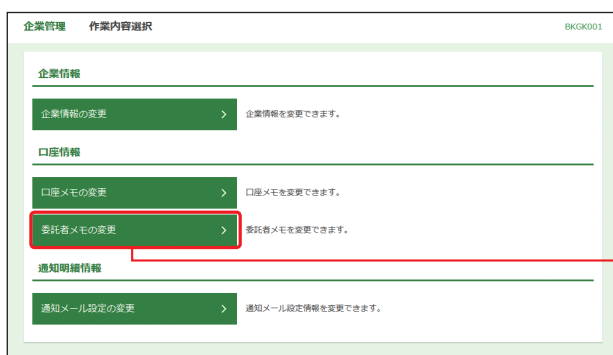 企業管理 作業内容選択 BKGK001
企業情報
企業情報の変更 企業情報を変更できます。
口座情報
口座メモの変更 口座メモを変更できます。
委託者メモの変更 委託者メモを変更できます。
通知明細情報
通知メール設定の変更 通知メール設定情報を変更できます。